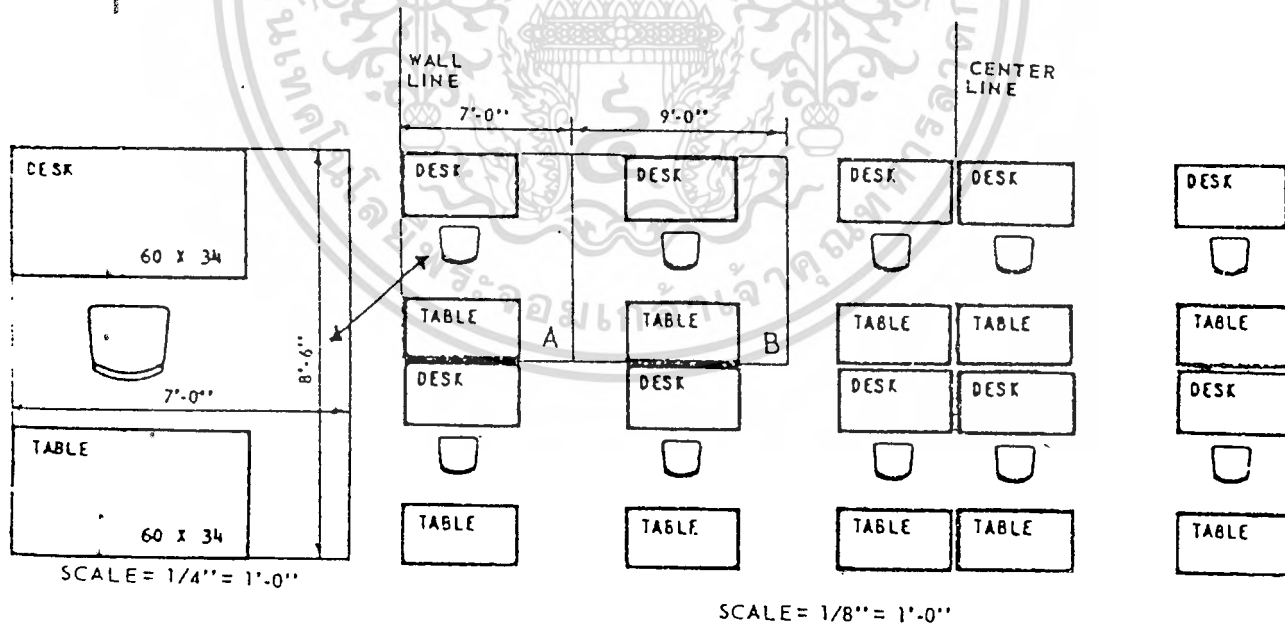 WALL
LINE
CENTER
LINE
7'-0''
9'-0''
DESK
60 X 34
8'-6''
7'-0''
TABLE
60 X 34
SCALE= 1/4''= 1'-0''
DESK
DESK
DESK
DESK
DESK
TABLE
A
TABLE
B
TABLE
TABLE
TABLE
DESK
DESK
DESK
DESK
DESK
TABLE
TABLE
TABLE
TABLE
TABLE
SCALE= 1/8''= 1'-0''